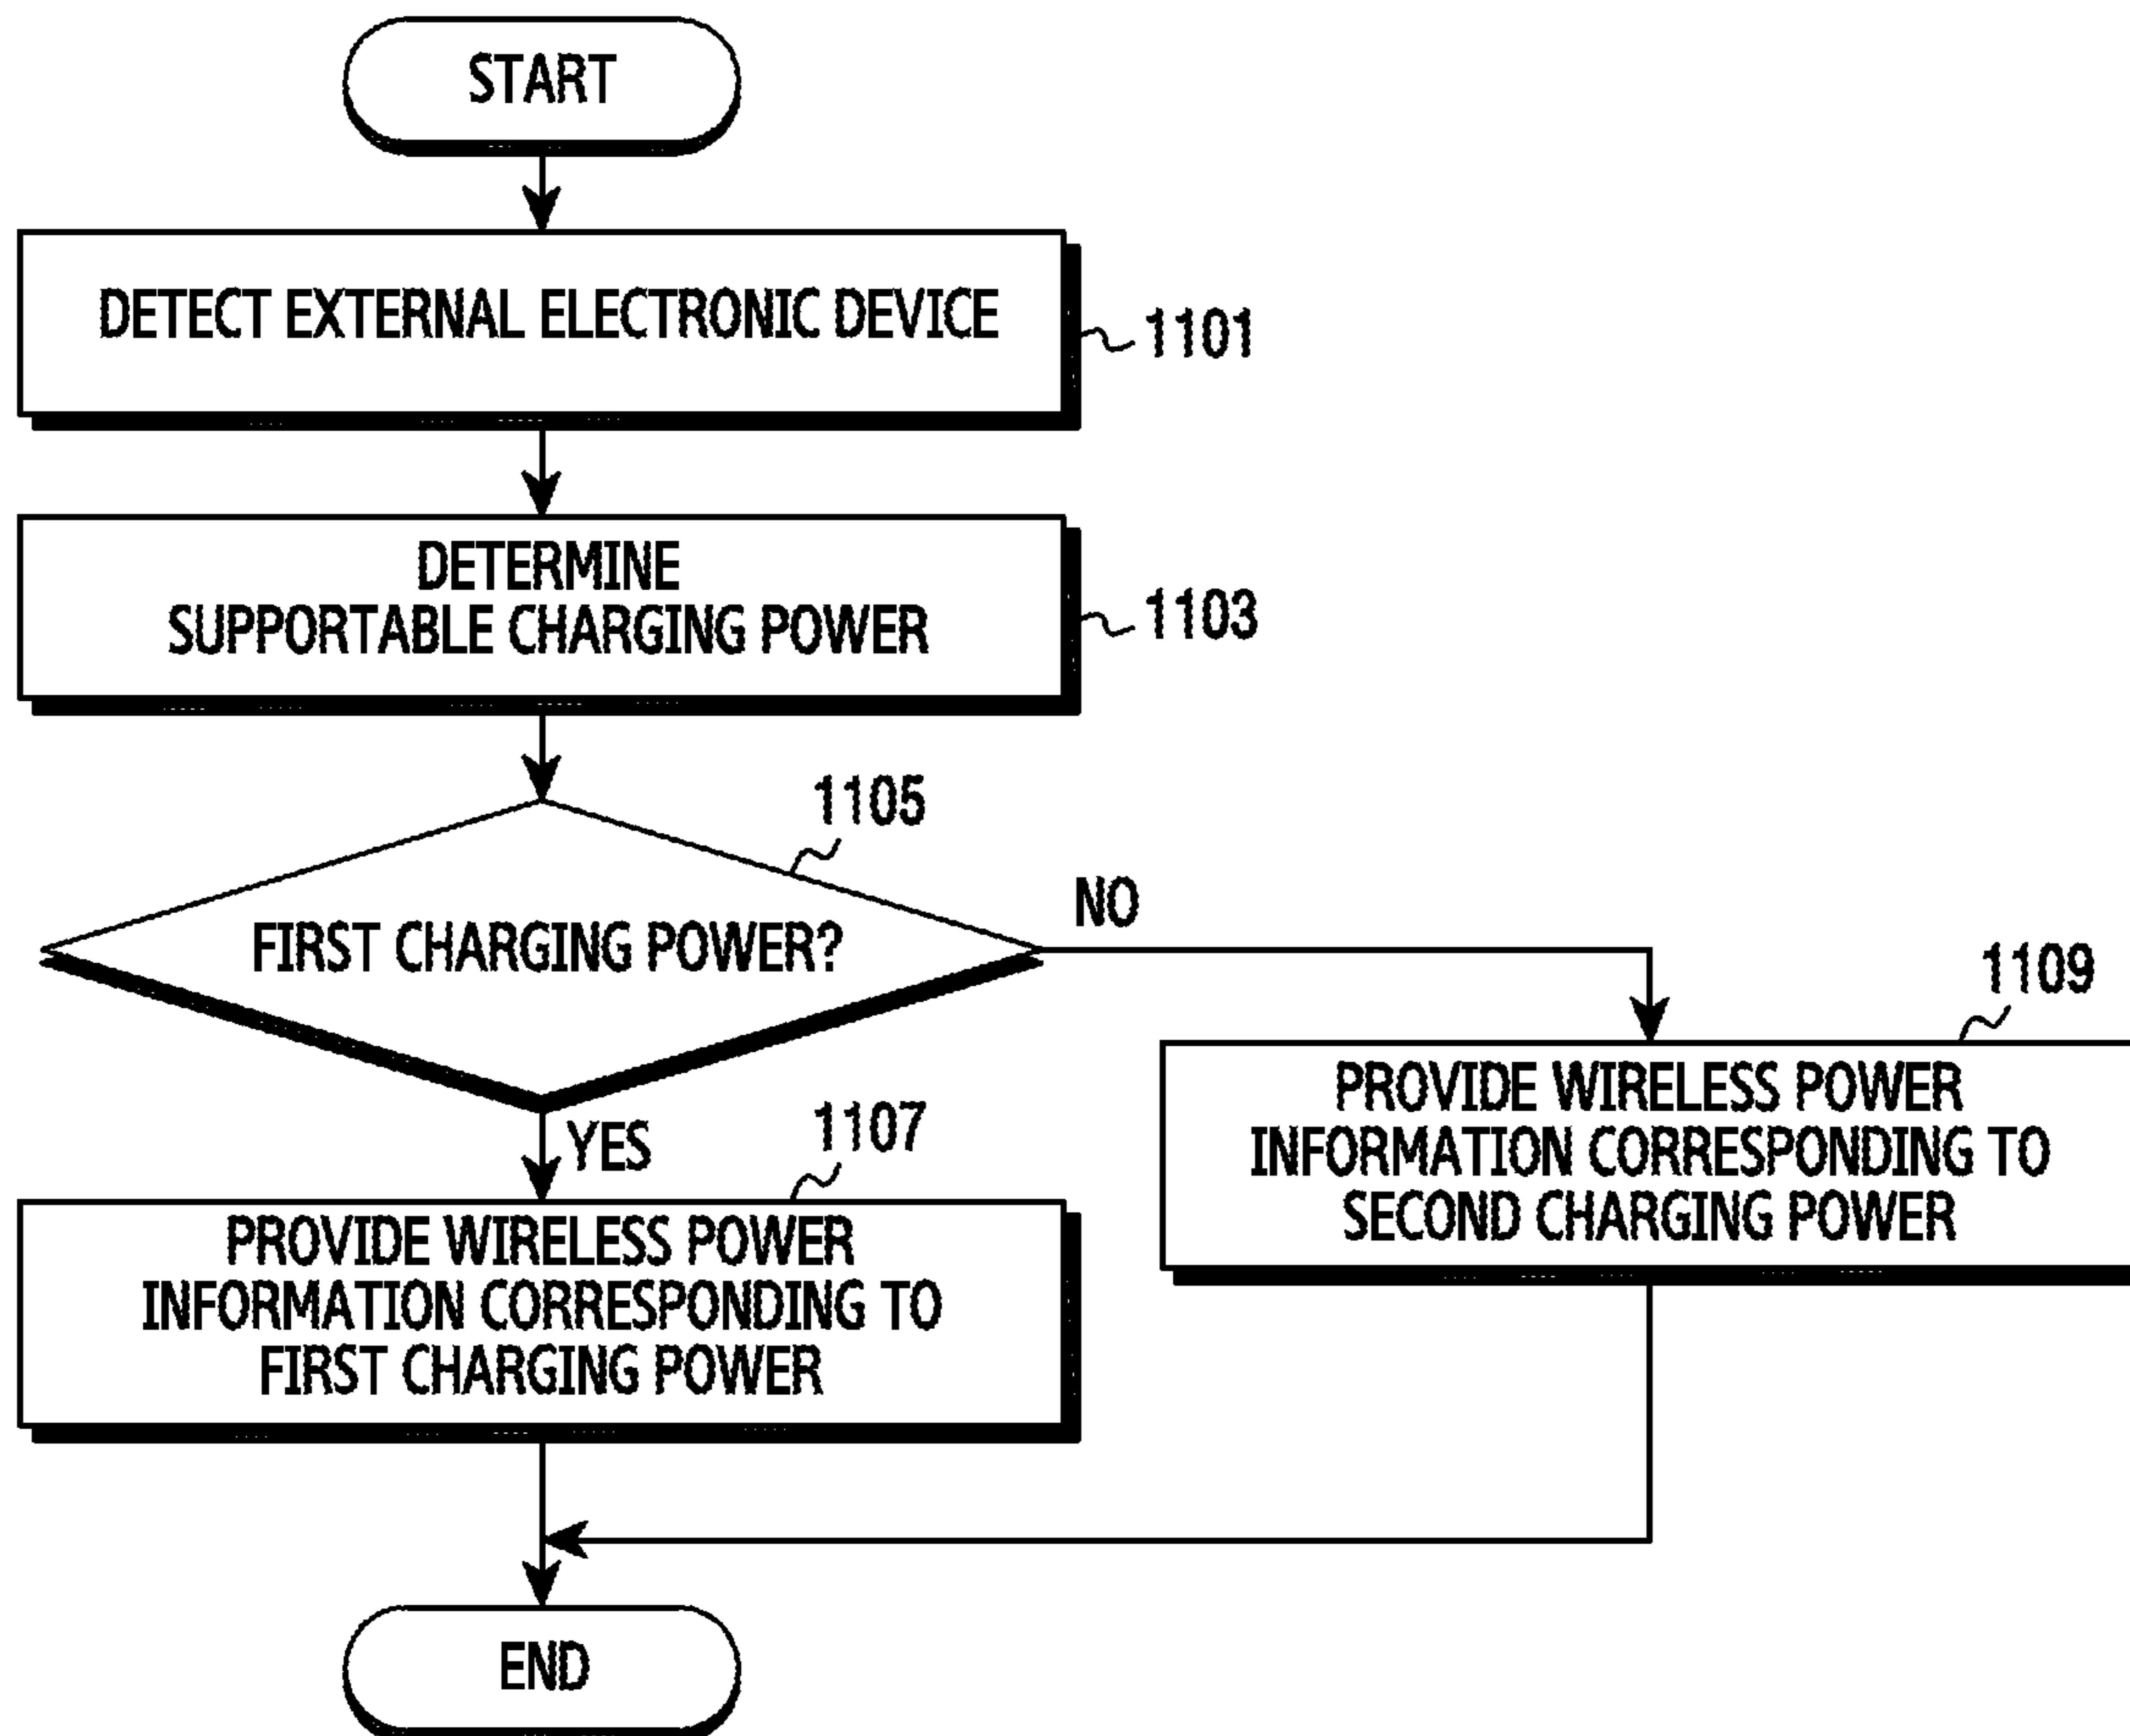 START
DETECT EXTERNAL ELECTRONIC DEVICE
1101
DETERMINE
SUPPORTABLE CHARGING POWER
1103
1105
FIRST CHARGING POWER?
NO
YES
1107
PROVIDE WIRELESS POWER
INFORMATION CORRESPONDING TO
FIRST CHARGING POWER
1109
PROVIDE WIRELESS POWER
INFORMATION CORRESPONDING TO
SECOND CHARGING POWER
END